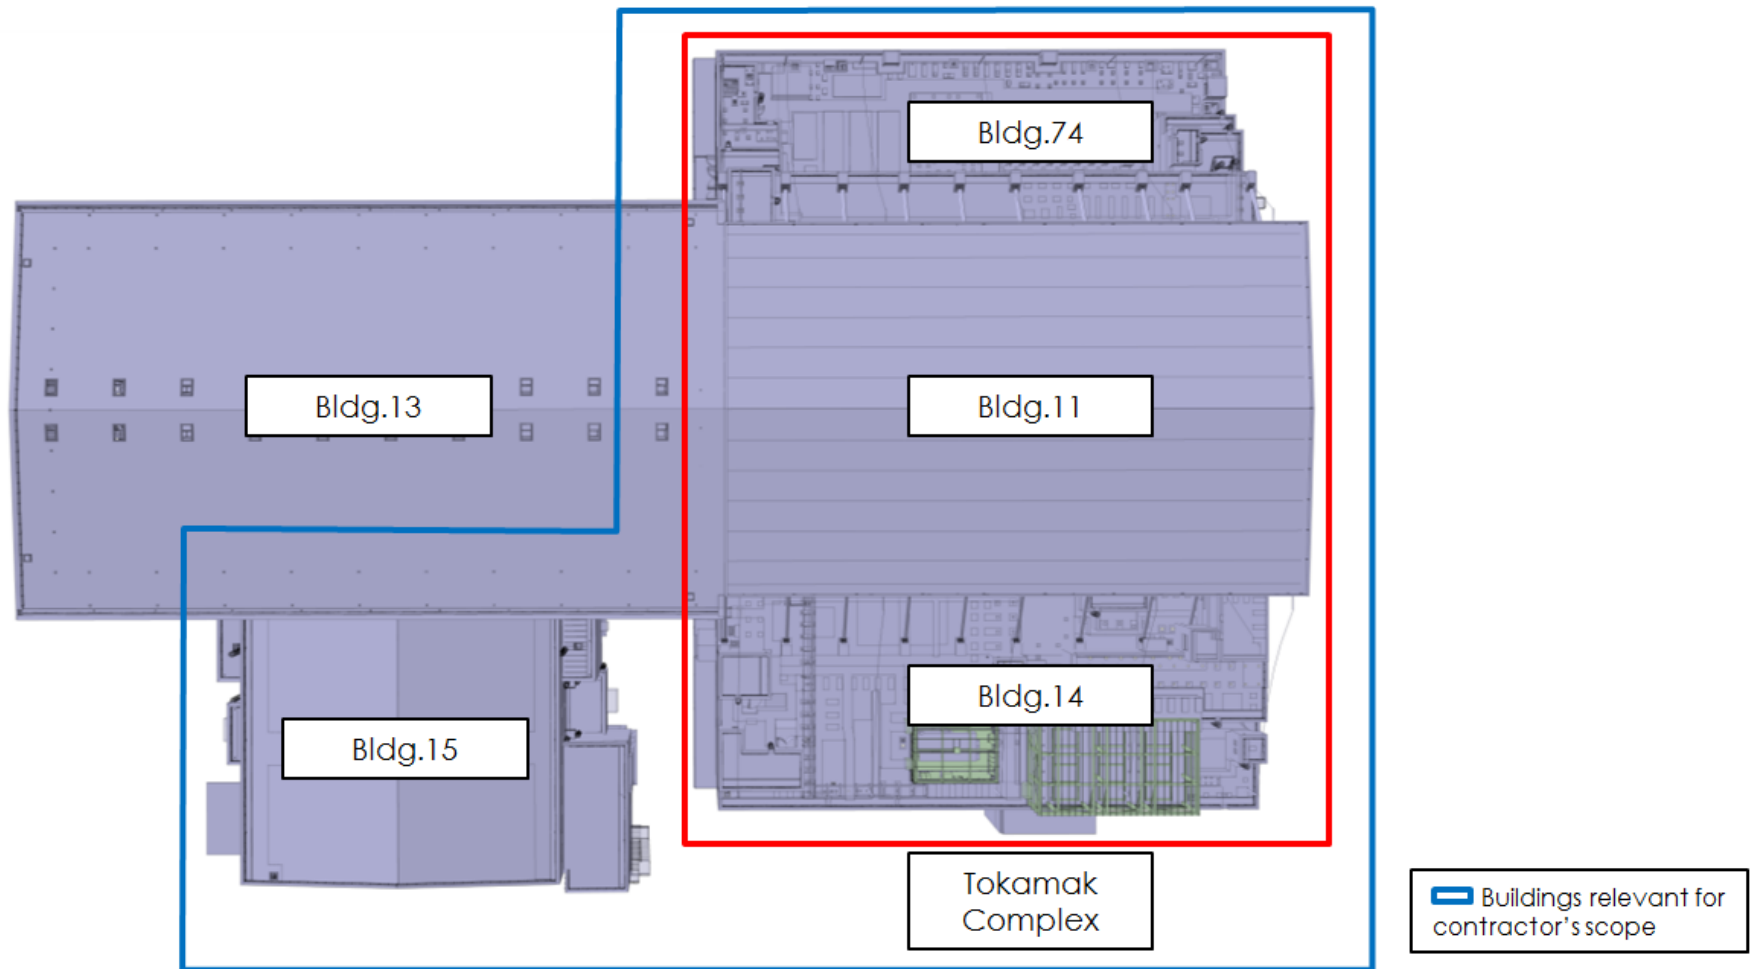 Bldg.74
Bldg.13
Bldg.11
Bldg.14
Bldg.15
Tokamak
Complex
Buildings relevant for
contractor's scope